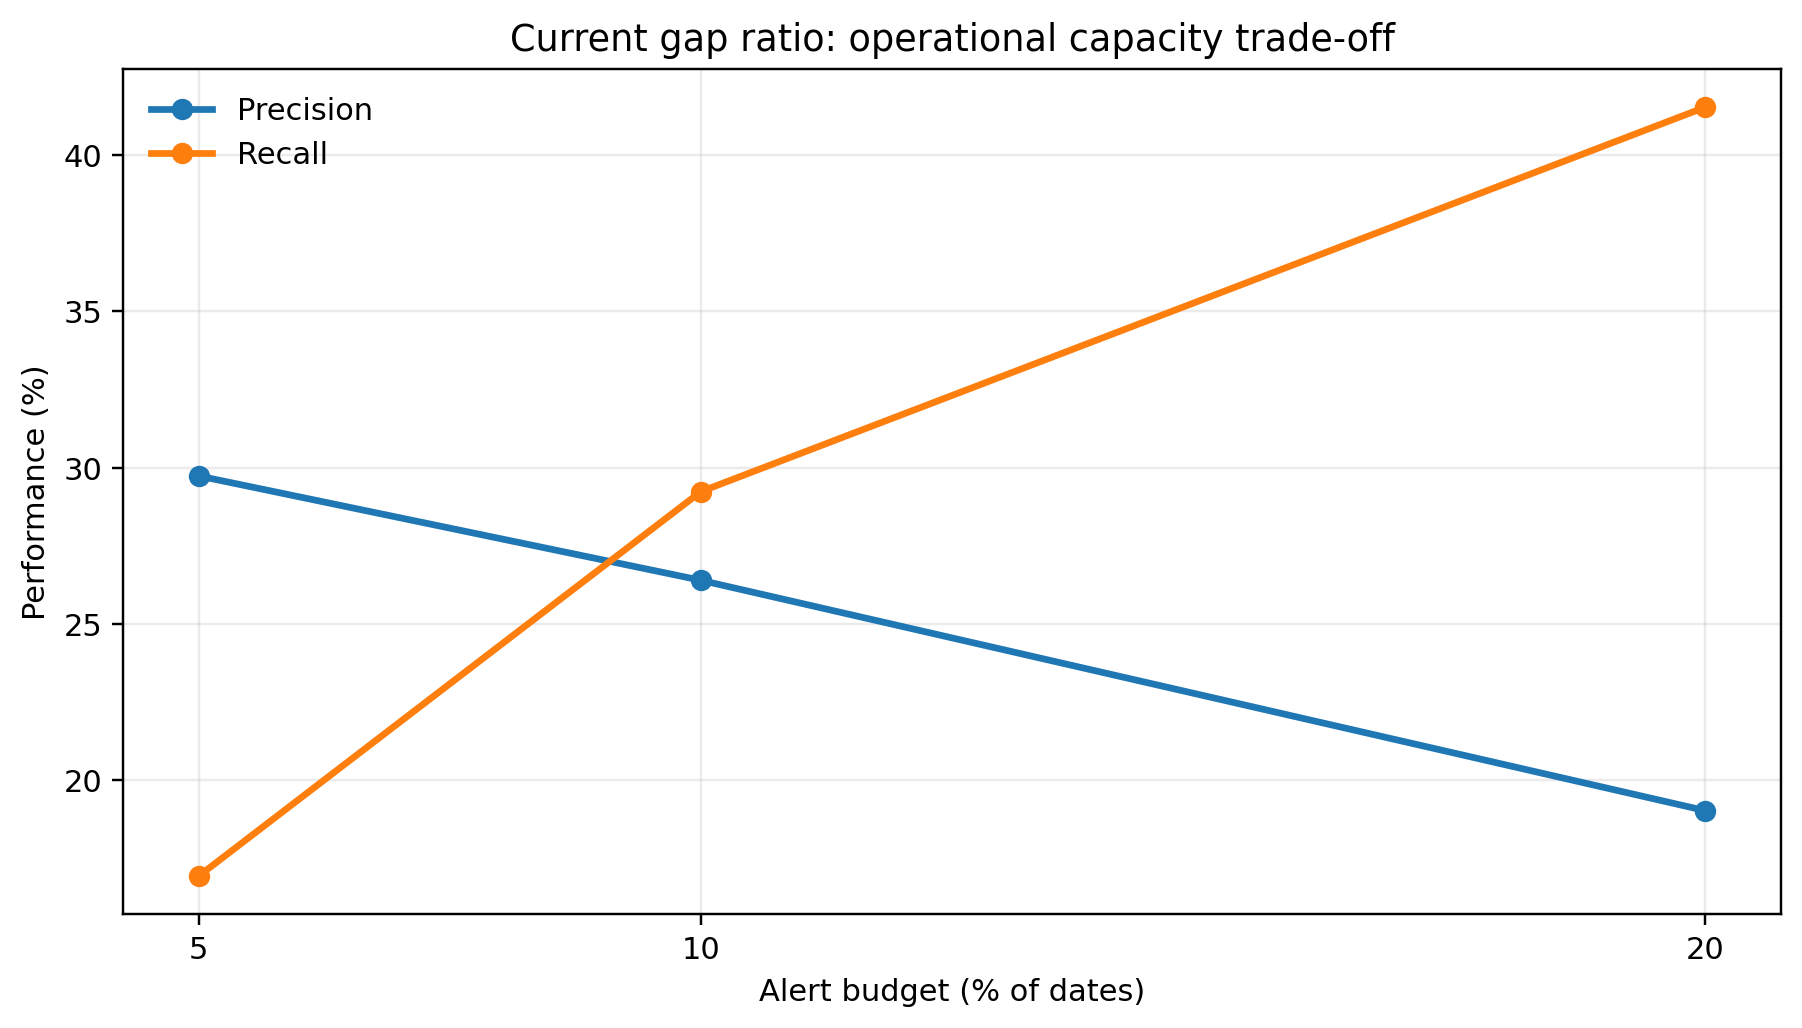 Current gap ratio: operational capacity trade-off
Precision
Recall
40
35
30
25
20
Performance (%)
5
10
20
Alert budget (% of dates)